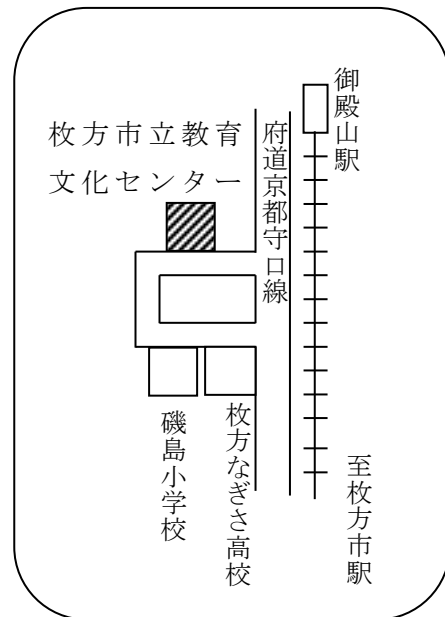 御殿山駅
府道京都守口線
枚方市立教育
文化センター
至枚方市駅
枚方なぎさ高校
磯島小学校